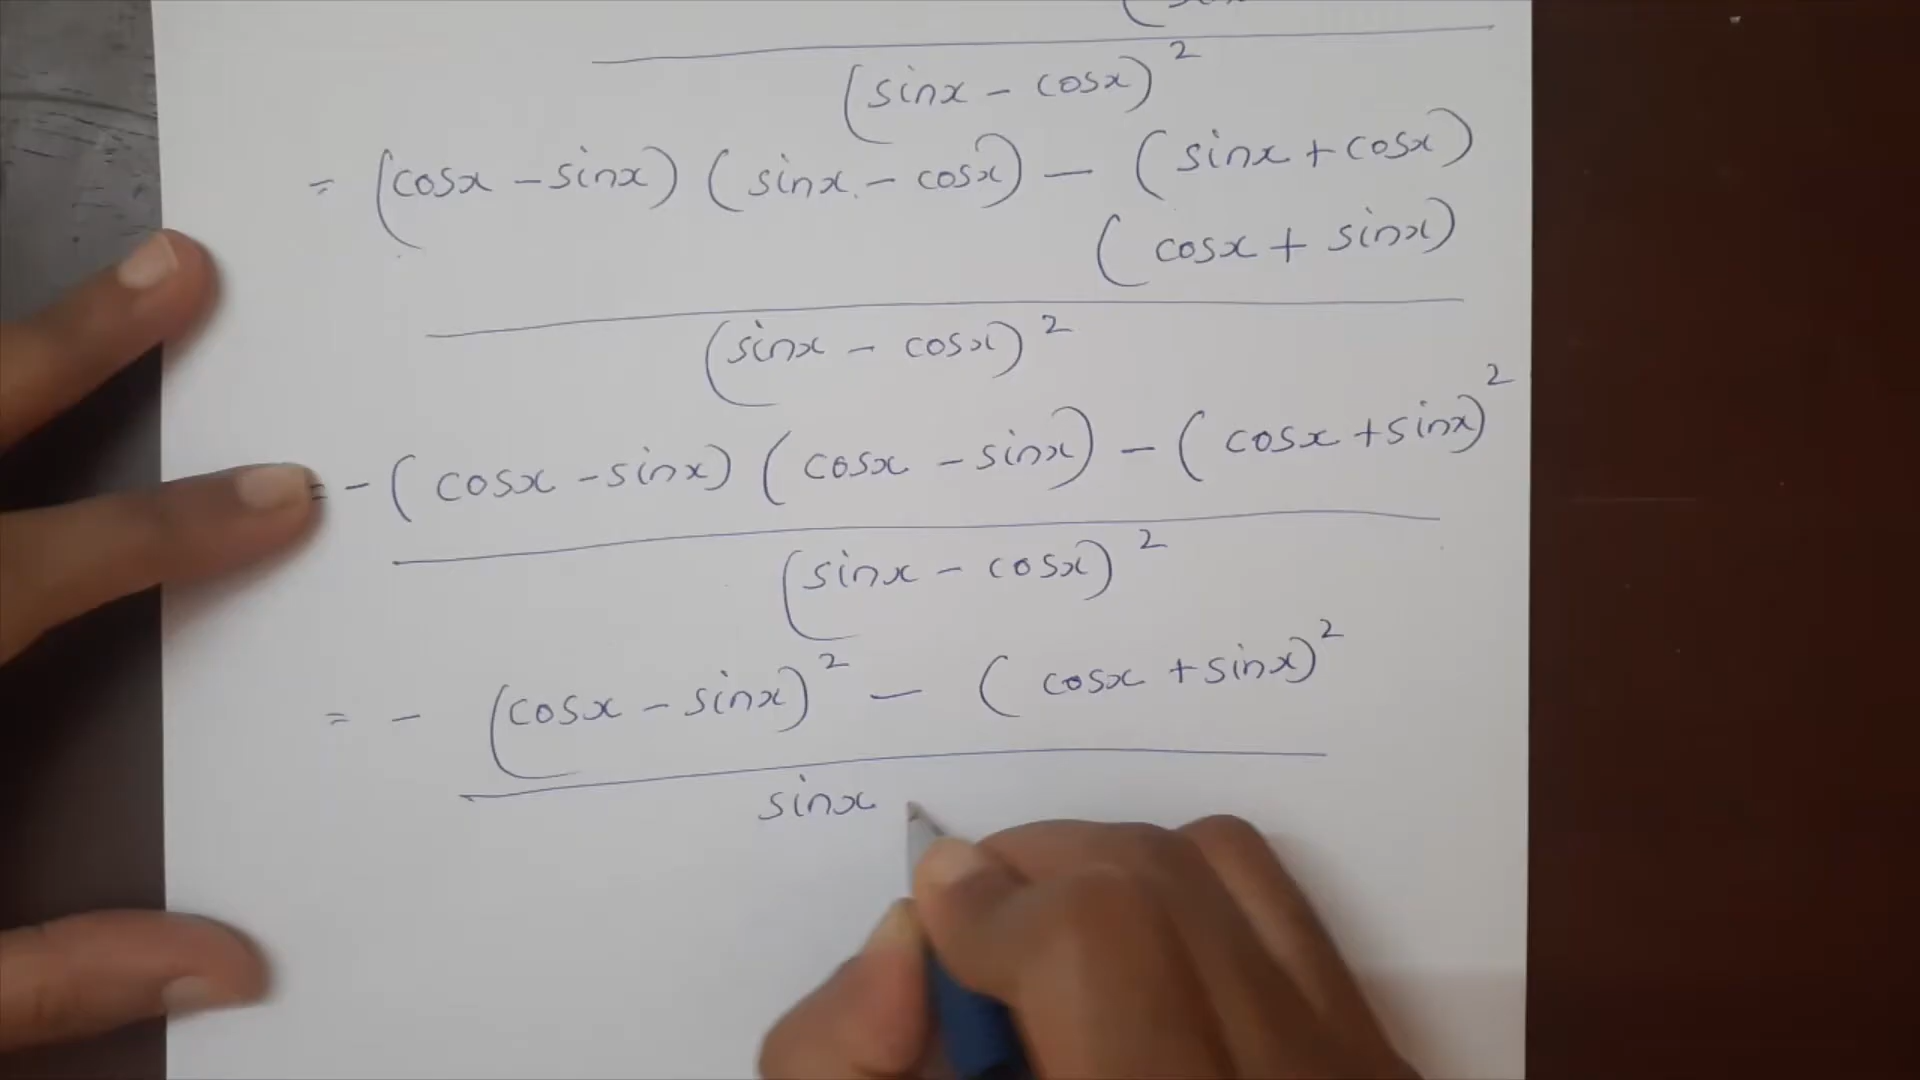 (sinx - cosx)²
= (cosx - sinx) (sinx - cosx) - (sinx + cosx)
(cosx + sinx)
(sinx - cosx)²
= - (cosx - sinx) (cosx - sinx) - (cosx + sinx)²
(sinx - cosx)²
= - (cosx - sinx)² - (cosx + sinx)²
sinx